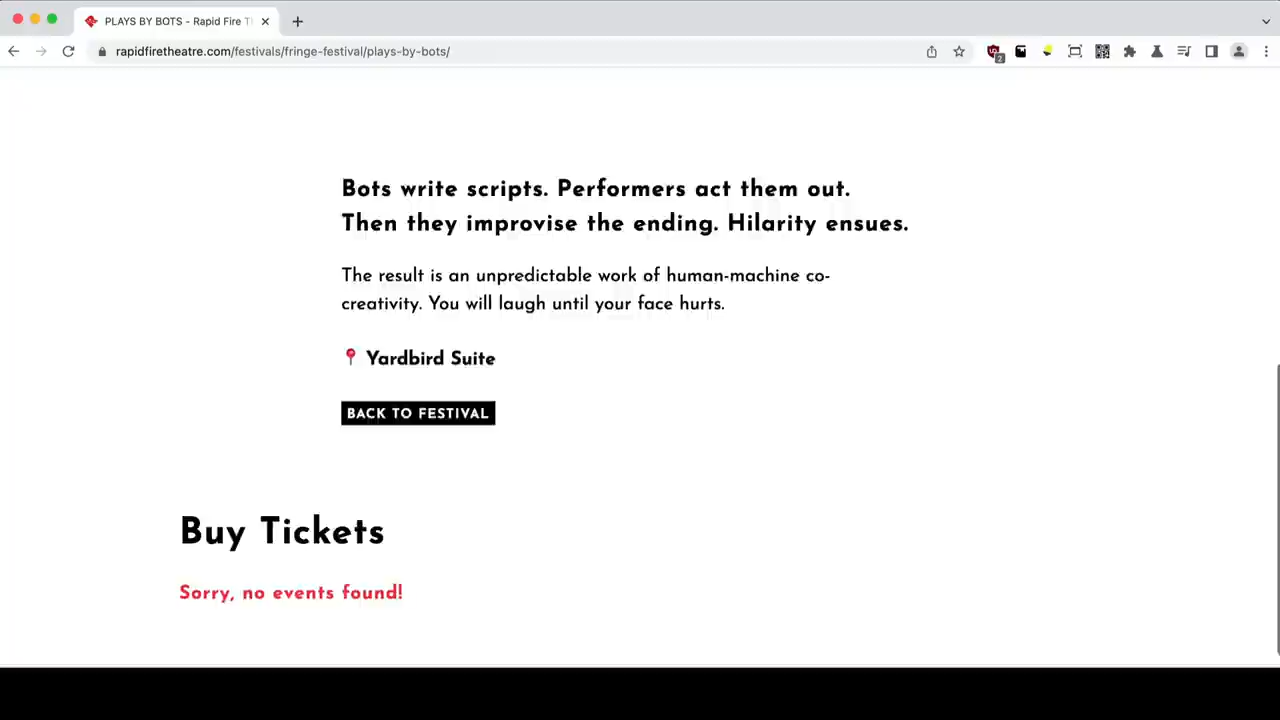 PLAYS BY BOTS - Rapid Fire Th
rapidfiretheatre.com/festivals/fringe-festival/plays-by-bots/
2
Bots write scripts. Performers act them out.
Then they improvise the ending. Hilarity ensues.
The result is an unpredictable work of human-machine co-
creativity. You will laugh until your face hurts.
Yardbird Suite
BACK TO FESTIVAL
Buy Tickets
Sorry, no events found!